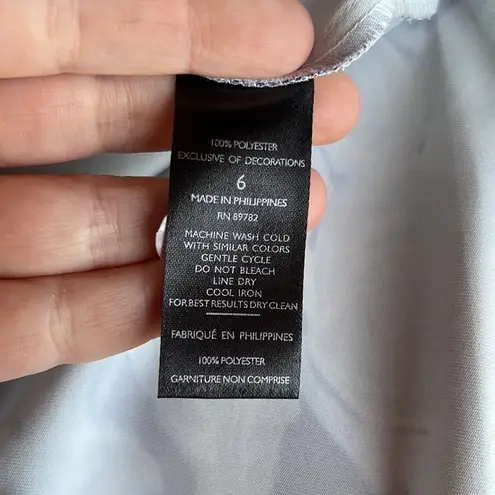 100% POLYESTER
EXCLUSIVE OF DECORATIONS
6
MADE IN PHILIPPINES
RN 89782
MACHINE WASH COLD
WITH SIMILAR COLORS
GENTLE CYCLE
DO NOT BLEACH
LINE DRY
COOL IRON
FOR BEST RESULTS DRY CLEAN
FABRIQUÉ EN PHILIPPINES
100% POLYESTER
GARNITURE NON COMPRISE